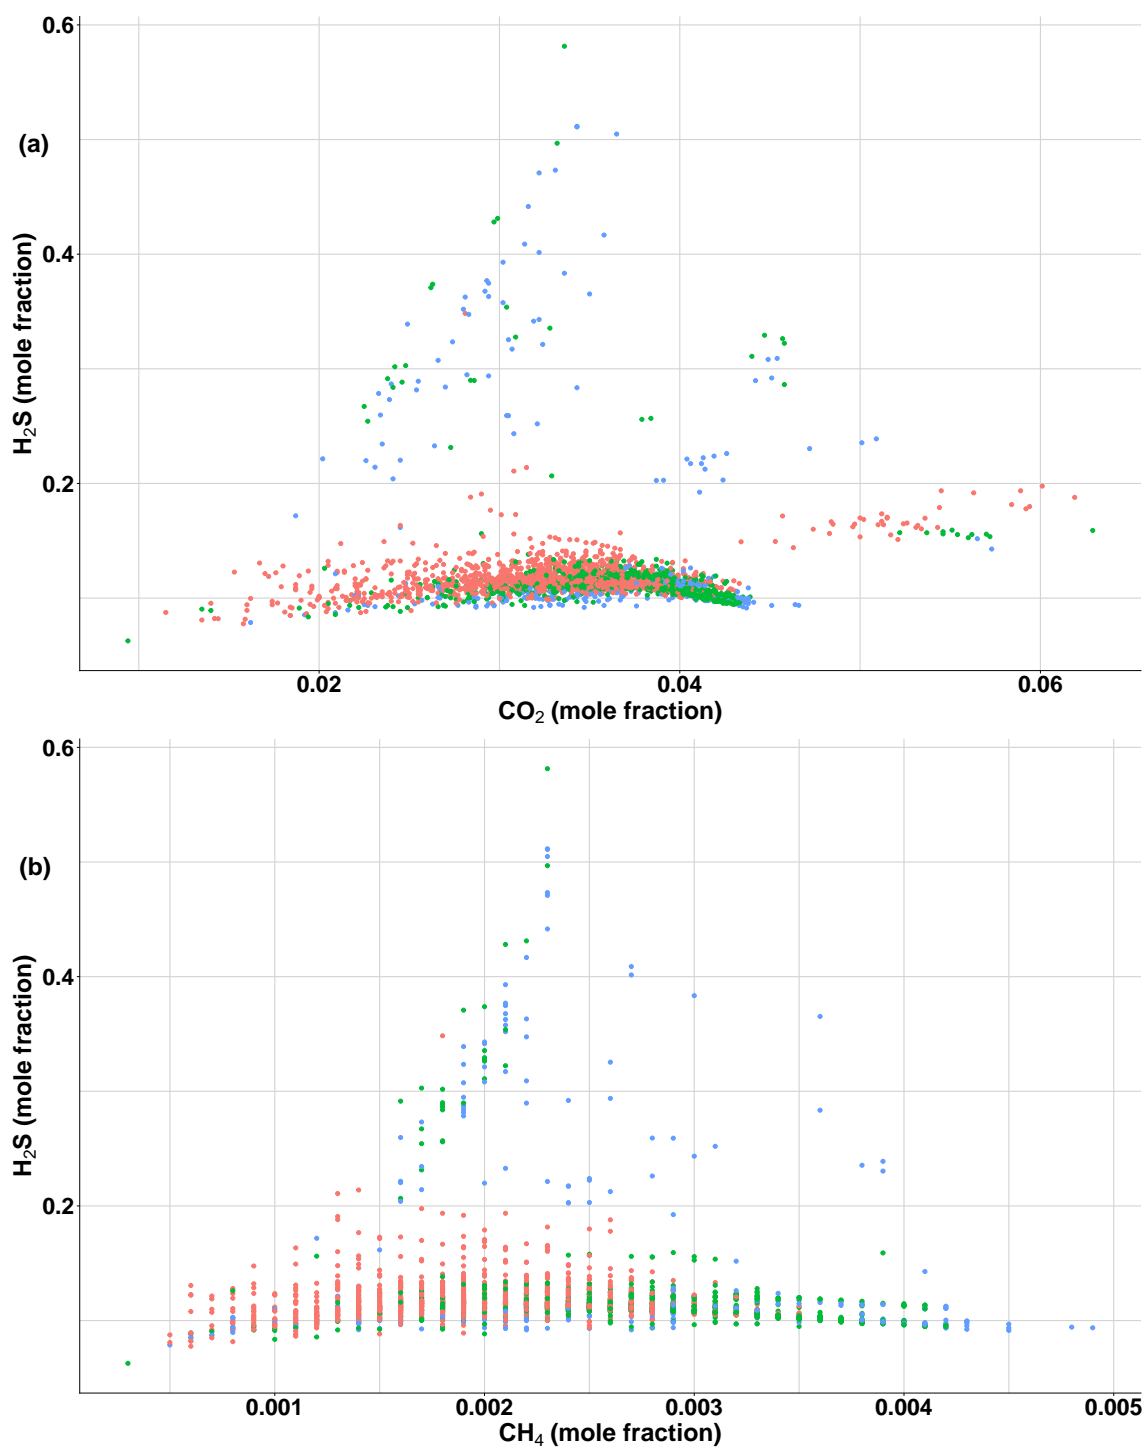 (a)
H₂S (mole fraction)
0.6
0.4
0.2
0.02 0.04 0.06
CO₂ (mole fraction)
(b)
H₂S (mole fraction)
0.6
0.4
0.2
0.001 0.002 0.003 0.004 0.005
CH₄ (mole fraction)